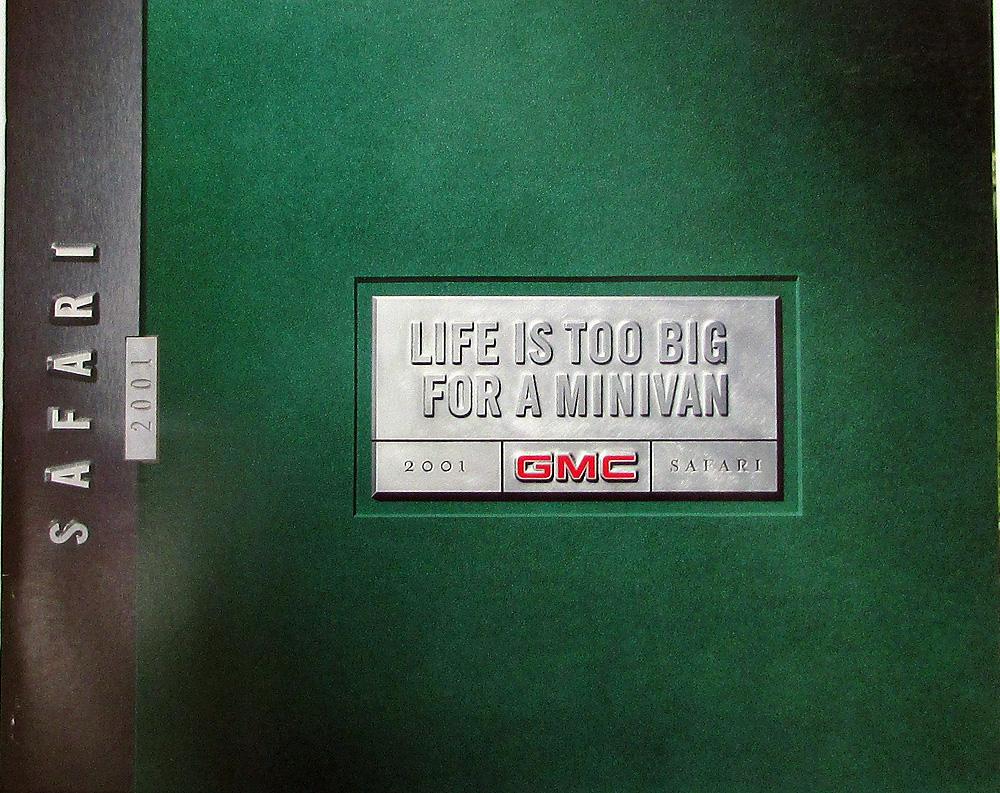 SAFARI
2001
LIFE IS TOO BIG
FOR A MINIVAN
2001 GMC SAFARI